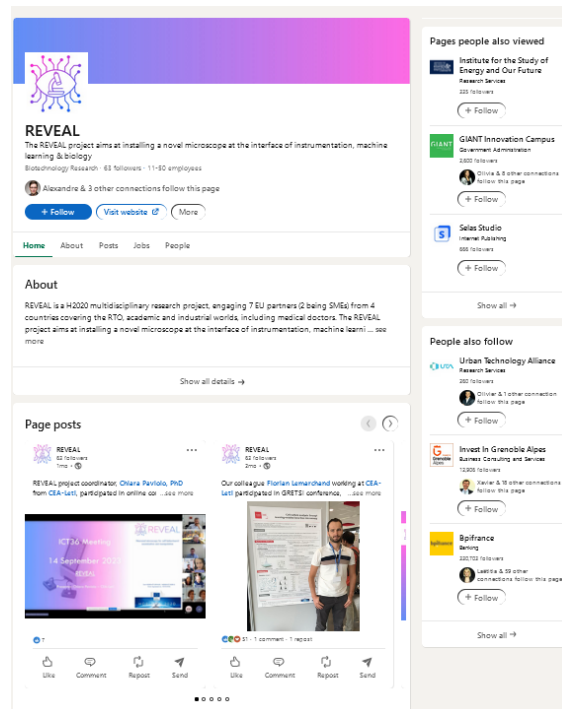 REVEAL
The REVEAL project aims at installing a novel microscope at the interface of instrumentation, machine
learning & biology
Biotechnology Research · 63 followers · 11-50 employees
Alexandre & 3 other connections follow this page
+ Follow
Visit website
More
Home About Posts Jobs People
About
REVEAL is a H2020 multidisciplinary research project, engaging 7 EU partners (2 being SMEs) from 4
countries covering the RTO, academic and industrial worlds, including medical doctors. The REVEAL
project aims at installing a novel microscope at the interface of instrumentation, machine learni ... see
more
Show all details →
Page posts
REVEAL
62 followers
1mo ·
REVEAL project coordinator, Chiara Paviolo, PhD
from CEA-Leti, participated in online coi ...see more
REVEAL
ICT36 Meeting
14 September 2021
7
Like Comment Repost Send
REVEAL
63 followers
2mo ·
Our colleague Florian Lemarchand working at CEA-
Leti participated in GRETSI conference, ...see more
51 · 1 comment · 1 repost
Like Comment Repost Send
Pages people also viewed
Institute for the Study of
Energy and Our Future
Research Services
335 followers
+ Follow
GIANT
GIANT Innovation Campus
Government Administration
2,600 followers
Olivia & 8 other connections
follow this page
+ Follow
S
Selas Studio
Internet Publishing
666 followers
+ Follow
Show all →
People also follow
Urban Technology Alliance
Research Services
260 followers
Olivier & 1 other connection
follow this page
+ Follow
G
Grenoble
Alpes
Invest In Grenoble Alpes
Business Consulting and Services
Xavier & 18 other connections
follow this page
+ Follow
bpifrance
Bpifrance
Banking
Laëtitia & 59 other
connections follow this page
+ Follow
Show all →